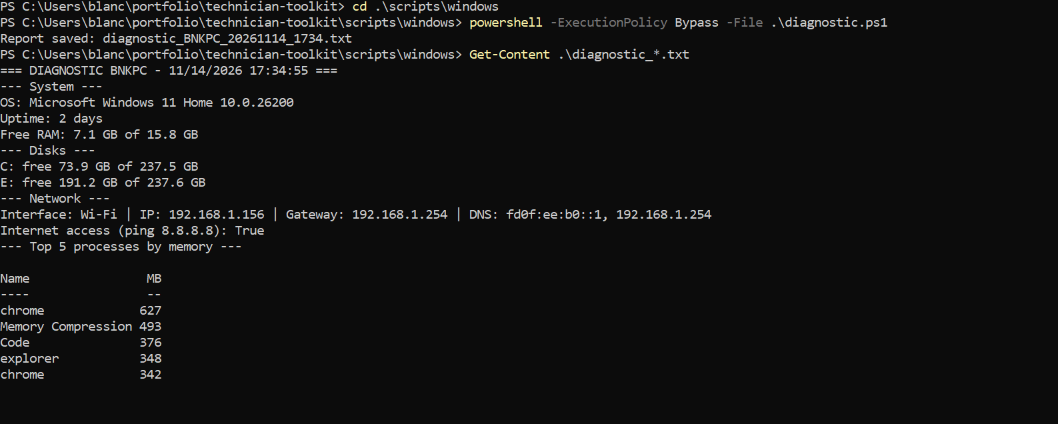 PS C:\Users\blanc\portfolio\technician-toolkit> cd .\scripts\windows
PS C:\Users\blanc\portfolio\technician-toolkit\scripts\windows> powershell -ExecutionPolicy Bypass -File .\diagnostic.ps1
Report saved: diagnostic_BNKPC_20261114_1734.txt
PS C:\Users\blanc\portfolio\technician-toolkit\scripts\windows> Get-Content .\diagnostic_*.txt
=== DIAGNOSTIC BNKPC - 11/14/2026 17:34:55 ===
--- System ---
OS: Microsoft Windows 11 Home 10.0.26200
Uptime: 2 days
Free RAM: 7.1 GB of 15.8 GB
--- Disks ---
C: free 73.9 GB of 237.5 GB
E: free 191.2 GB of 237.6 GB
--- Network ---
Interface: Wi-Fi | IP: 192.168.1.156 | Gateway: 192.168.1.254 | DNS: fd0f:ee:b0::1, 192.168.1.254
Internet access (ping 8.8.8.8): True
--- Top 5 processes by memory ---

Name               MB
----               --
chrome            627
Memory Compression 493
Code              376
explorer          348
chrome            342